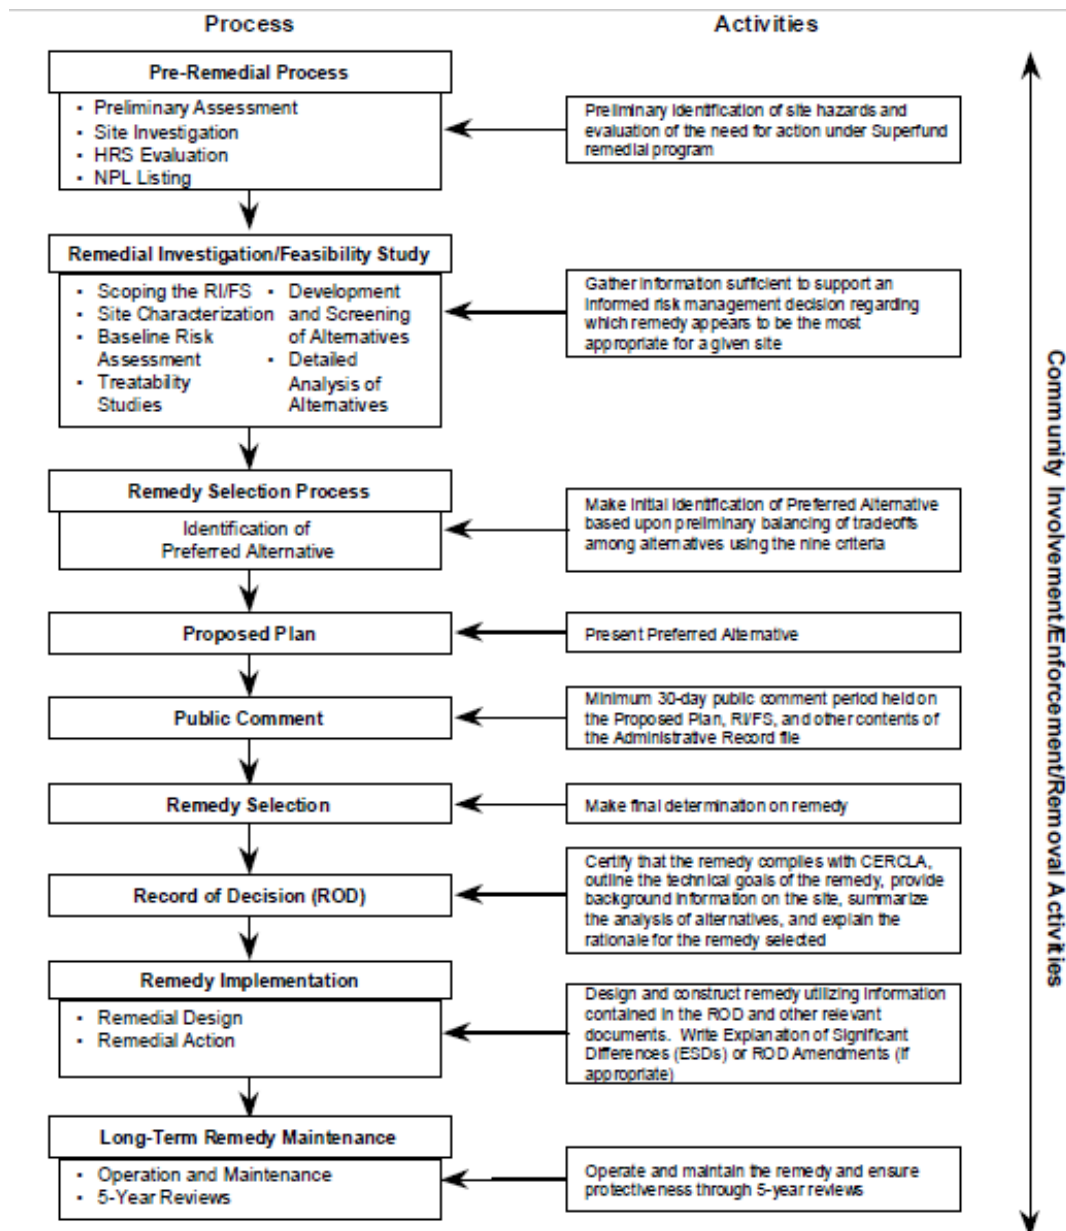 Process
Activities
Pre-Remedial Process
▪ Preliminary Assessment
▪ Site Investigation
▪ HRS Evaluation
▪ NPL Listing
Preliminary identification of site hazards and
evaluation of the need for action under Superfund
remedial program
Remedial Investigation/Feasibility Study
▪ Scoping the RI/FS
▪ Site Characterization
▪ Baseline Risk
Assessment
▪ Treatability
Studies
▪ Development
and Screening
of Alternatives
▪ Detailed
Analysis of
Alternatives
Gather information sufficient to support an
informed risk management decision regarding
which remedy appears to be the most
appropriate for a given site
Remedy Selection Process
Identification of
Preferred Alternative
Make initial identification of Preferred Alternative
based upon preliminary balancing of tradeoffs
among alternatives using the nine criteria
Proposed Plan
Present Preferred Alternative
Public Comment
Minimum 30-day public comment period held on
the Proposed Plan, RI/FS, and other contents of
the Administrative Record file
Remedy Selection
Make final determination on remedy
Record of Decision (ROD)
Certify that the remedy complies with CERCLA,
outline the technical goals of the remedy, provide
background information on the site, summarize
the analysis of alternatives, and explain the
rationale for the remedy selected
Remedy Implementation
▪ Remedial Design
▪ Remedial Action
Design and construct remedy utilizing information
contained in the ROD and other relevant
documents. Write Explanation of Significant
Differences (ESDs) or ROD Amendments (if
appropriate)
Long-Term Remedy Maintenance
▪ Operation and Maintenance
▪ 5-Year Reviews
Operate and maintain the remedy and ensure
protectiveness through 5-year reviews
Community Involvement/Enforcement/Removal Activities